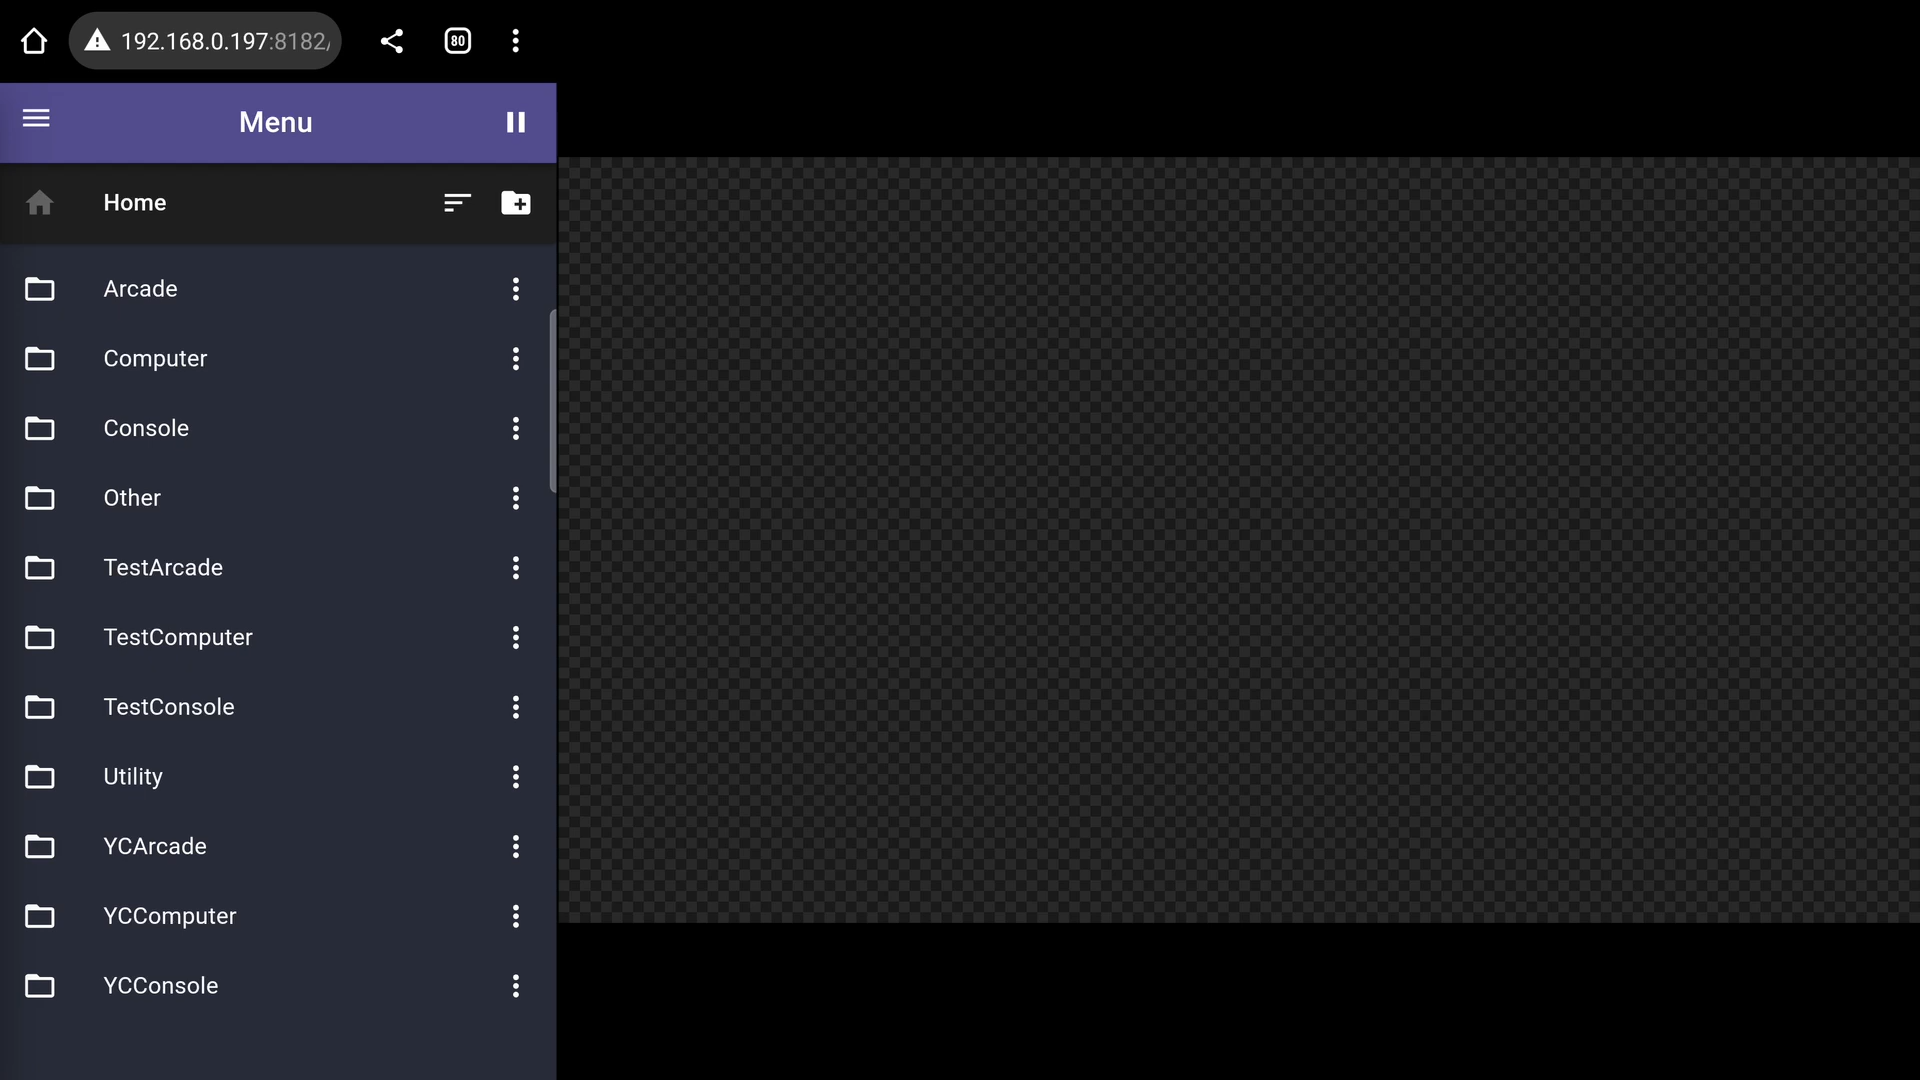 192.168.0.197:8182/
80
Menu
Home
Arcade
Computer
Console
Other
TestArcade
TestComputer
TestConsole
Utility
YCArcade
YCComputer
YCConsole